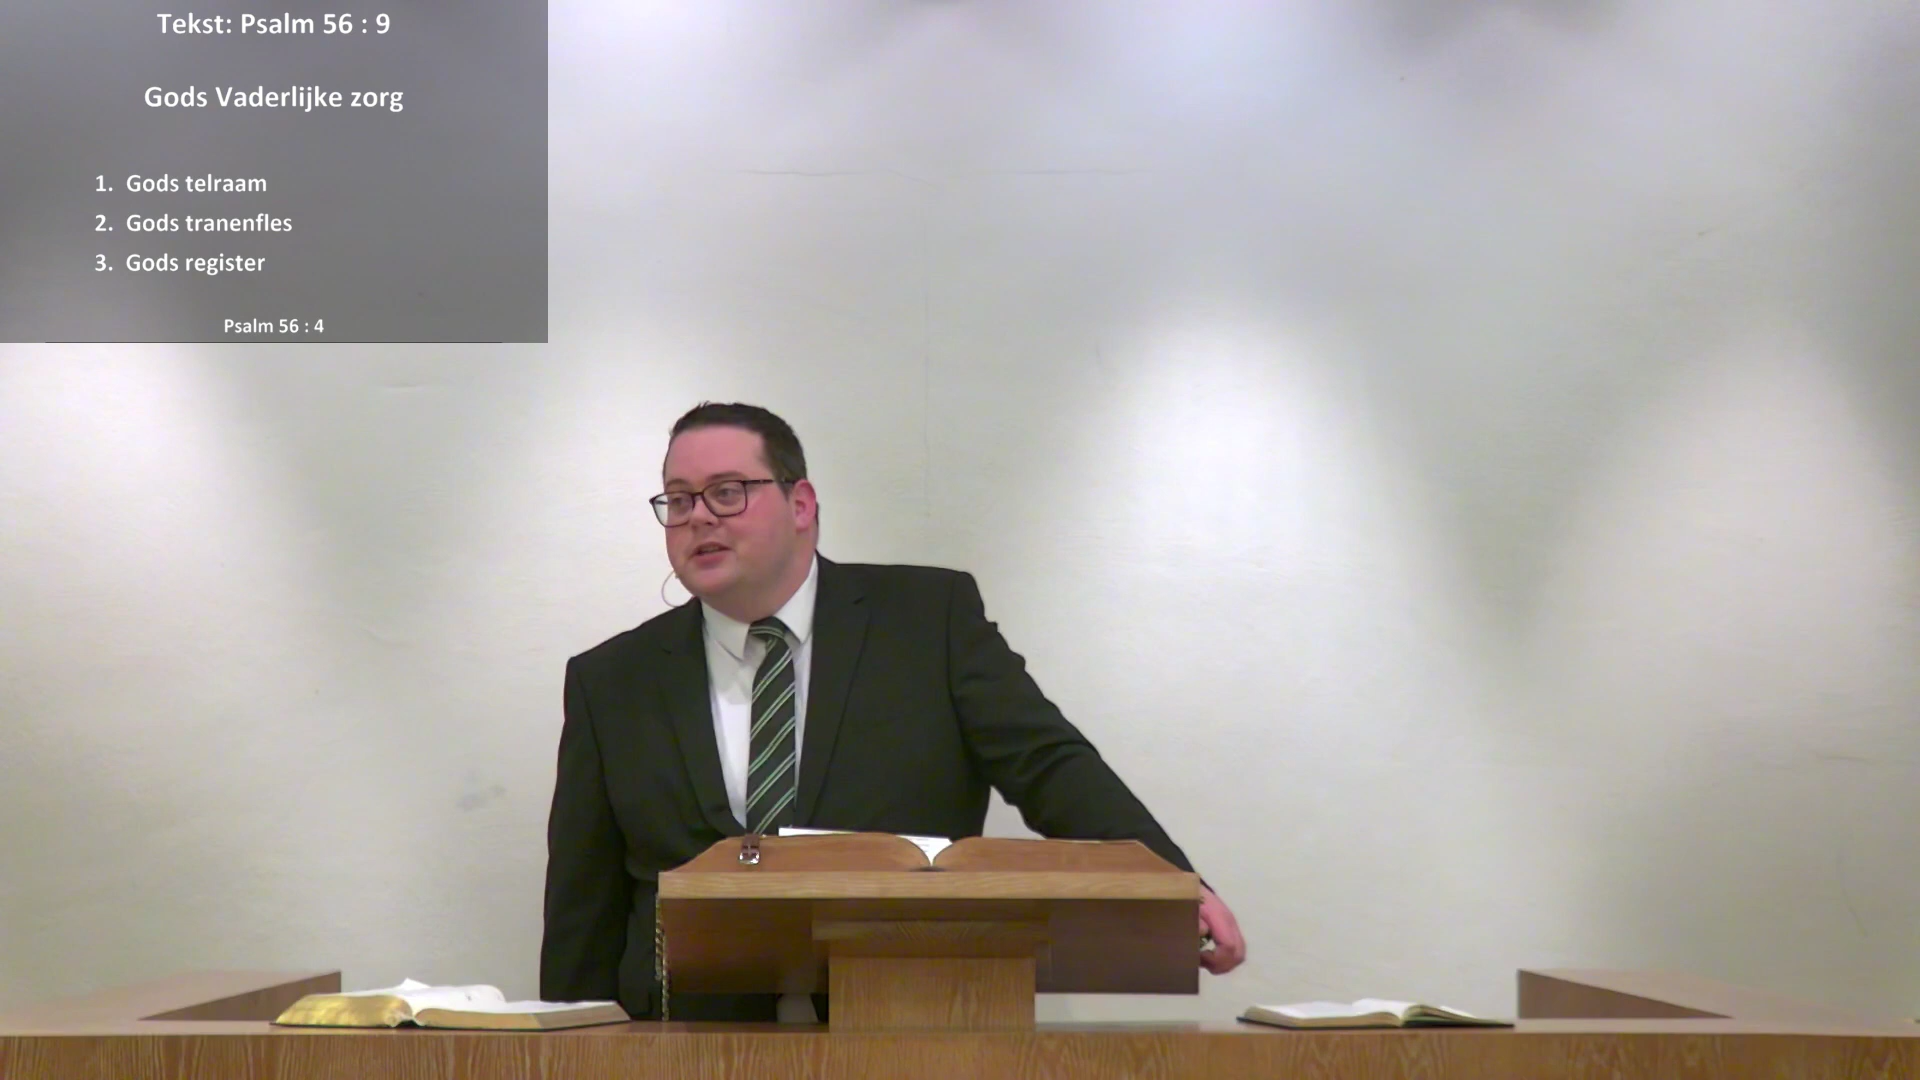 Tekst: Psalm 56 : 9
Gods Vaderlijke zorg
1. Gods telraam
2. Gods tranenfles
3. Gods register
Psalm 56 : 4